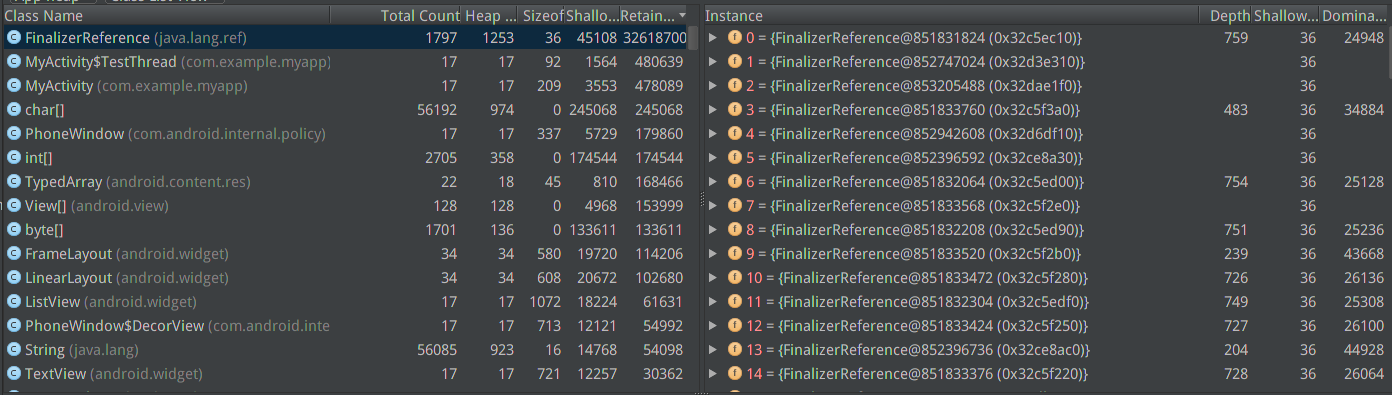 App heap Class List View
Class Name Total Count Heap ... Sizeof Shallo... Retain...
FinalizerReference (java.lang.ref) 1797 1253 36 45108 32618700
MyActivity$TestThread (com.example.myapp) 17 17 92 1564 480639
MyActivity (com.example.myapp) 17 17 209 3553 478089
char[] 56192 974 0 245068 245068
PhoneWindow (com.android.internal.policy) 17 17 337 5729 179860
int[] 2705 358 0 174544 174544
TypedArray (android.content.res) 22 18 45 810 168466
View[] (android.view) 128 128 0 4968 153999
byte[] 1701 136 0 133611 133611
FrameLayout (android.widget) 34 34 580 19720 114206
LinearLayout (android.widget) 34 34 608 20672 102680
ListView (android.widget) 17 17 1072 18224 61631
PhoneWindow$DecorView (com.android.inte 17 17 713 12121 54992
String (java.lang) 56085 923 16 14768 54098
TextView (android.widget) 17 17 721 12257 30362
Instance Depth Shallow... Domina...
0 = {FinalizerReference@851831824 (0x32c5ec10)} 759 36 24948
1 = {FinalizerReference@852747024 (0x32d3e310)} 36
2 = {FinalizerReference@853205488 (0x32dae1f0)} 36
3 = {FinalizerReference@851833760 (0x32c5f3a0)} 483 36 34884
4 = {FinalizerReference@852942608 (0x32d6df10)} 36
5 = {FinalizerReference@852396592 (0x32ce8a30)} 36
6 = {FinalizerReference@851832064 (0x32c5ed00)} 754 36 25128
7 = {FinalizerReference@851833568 (0x32c5f2e0)} 36
8 = {FinalizerReference@851832208 (0x32c5ed90)} 751 36 25236
9 = {FinalizerReference@851833520 (0x32c5f2b0)} 239 36 43668
10 = {FinalizerReference@851833472 (0x32c5f280)} 726 36 26136
11 = {FinalizerReference@851832304 (0x32c5edf0)} 749 36 25308
12 = {FinalizerReference@851833424 (0x32c5f250)} 727 36 26100
13 = {FinalizerReference@852396736 (0x32ce8ac0)} 204 36 44928
14 = {FinalizerReference@851833376 (0x32c5f220)} 728 36 26064